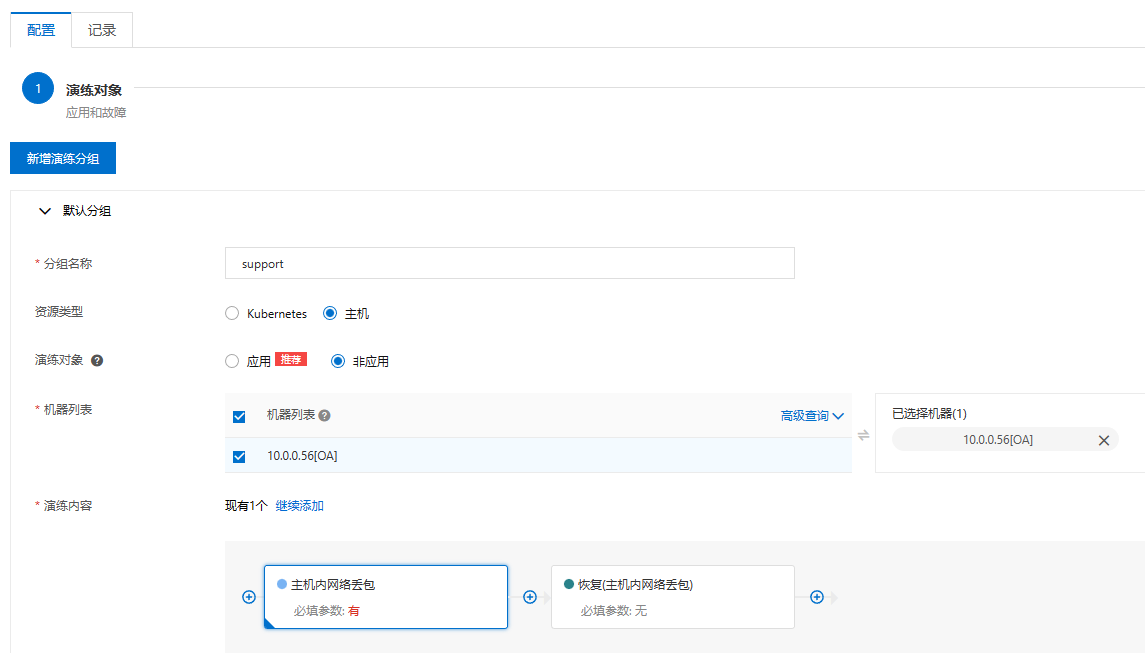 配置 记录
1 演练对象
应用和故障
新增演练分组
默认分组
* 分组名称 support
资源类型 Kubernetes 主机
演练对象 ? 应用 推荐 非应用
* 机器列表 机器列表 ? 高级查询 已选择机器(1)
10.0.0.56[OA] 10.0.0.56[OA]
* 演练内容 现有1个 继续添加
主机内网络丢包 恢复(主机内网络丢包)
必填参数: 有 必填参数: 无